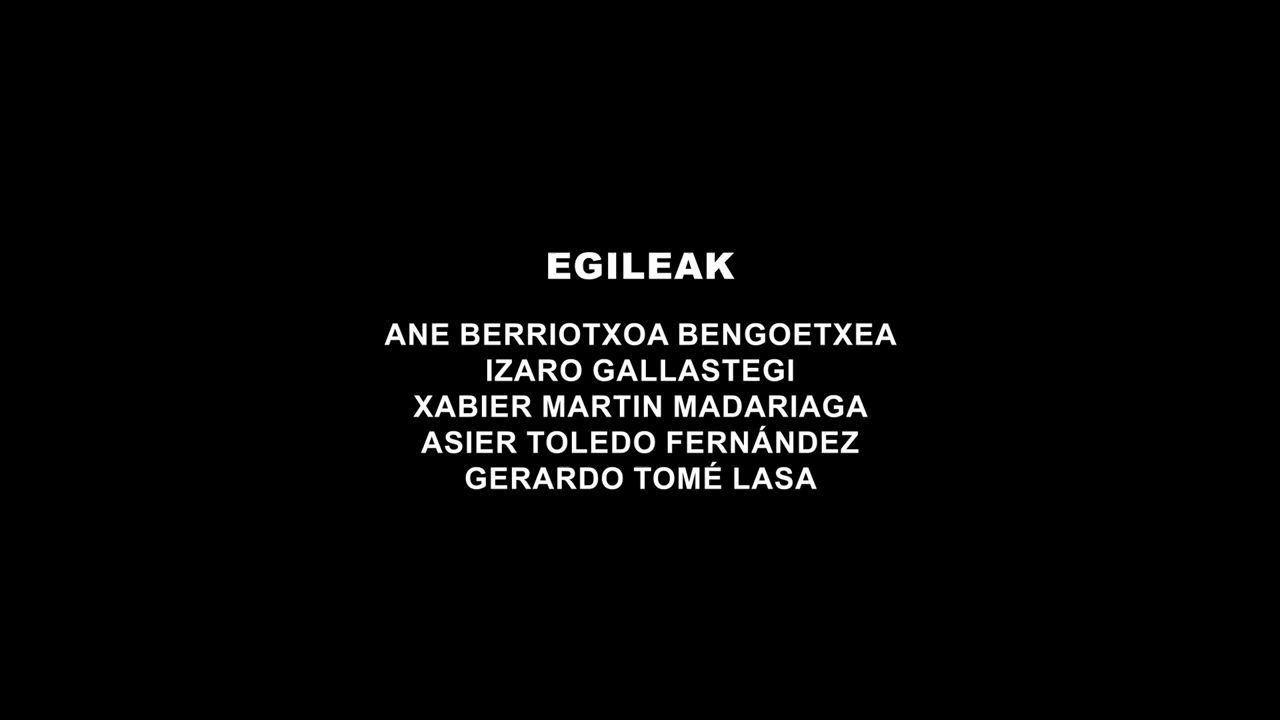 EGILEAK
ANE BERRIOTXOA BENGOETXEA
IZARO GALLASTEGI
XABIER MARTIN MADARIAGA
ASIER TOLEDO FERNÁNDEZ
GERARDO TOMÉ LASA